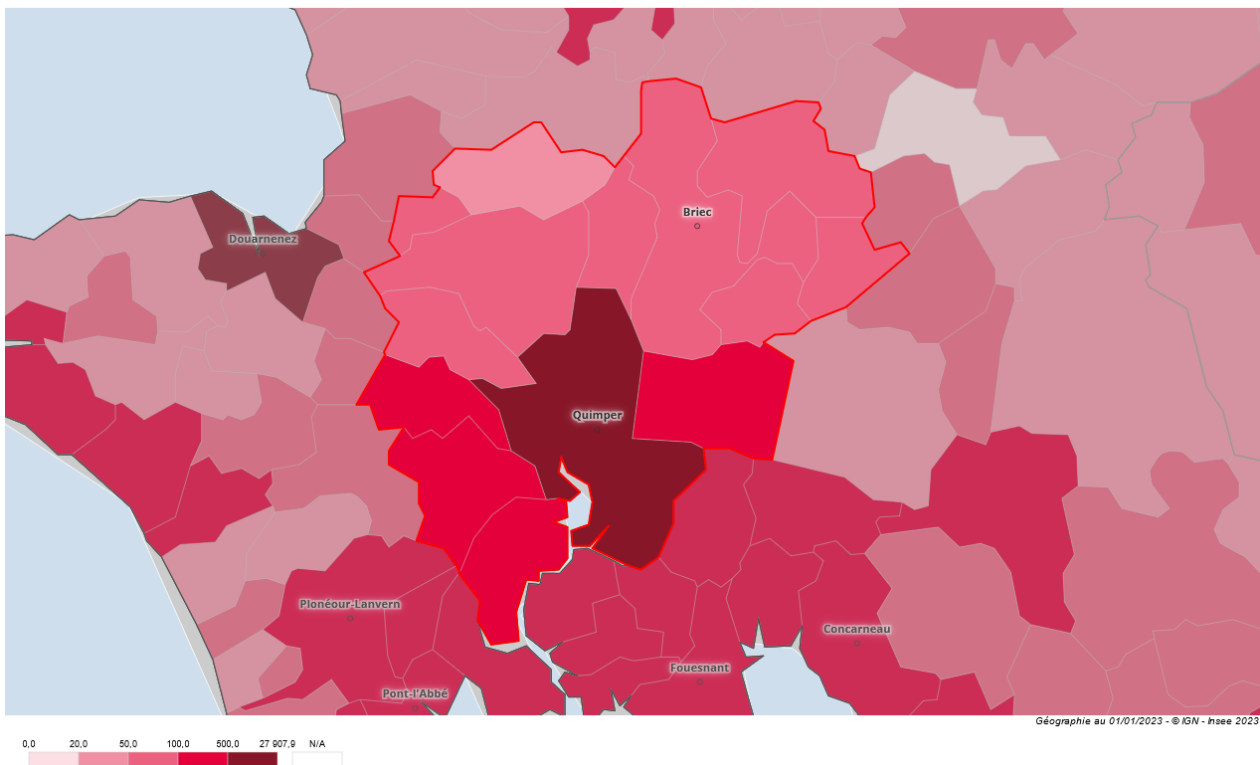 Briec
Douarnenez
Quimper
Plonéour-Lanvern
Concarneau
Fouesnant
Pont-l'Abbé
Géographie au 01/01/2023 - © IGN - Insee 2023
0,0 20,0 50,0 100,0 500,0 27 907,9 N/A